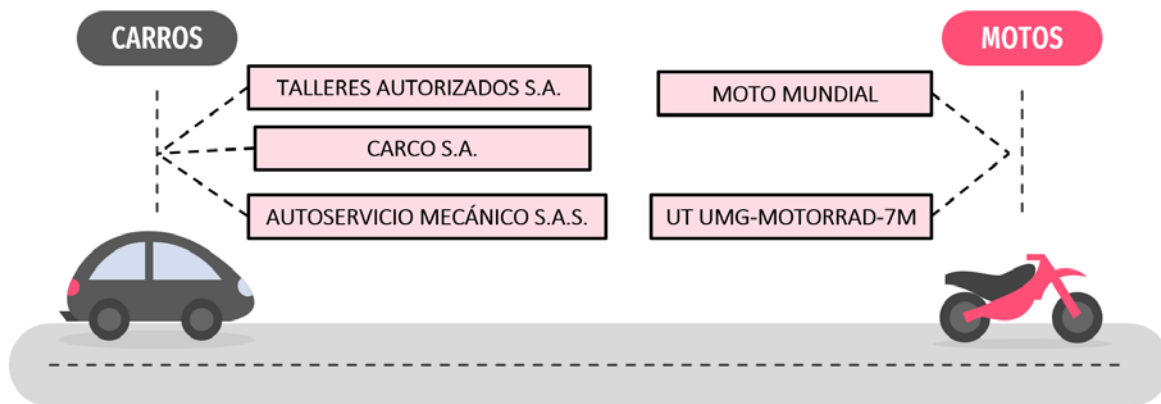 CARROS
TALLERES AUTORIZADOS S.A.
CARCO S.A.
AUTOSERVICIO MECÁNICO S.A.S.
MOTOS
MOTO MUNDIAL
UT UMG-MOTORRAD-7M